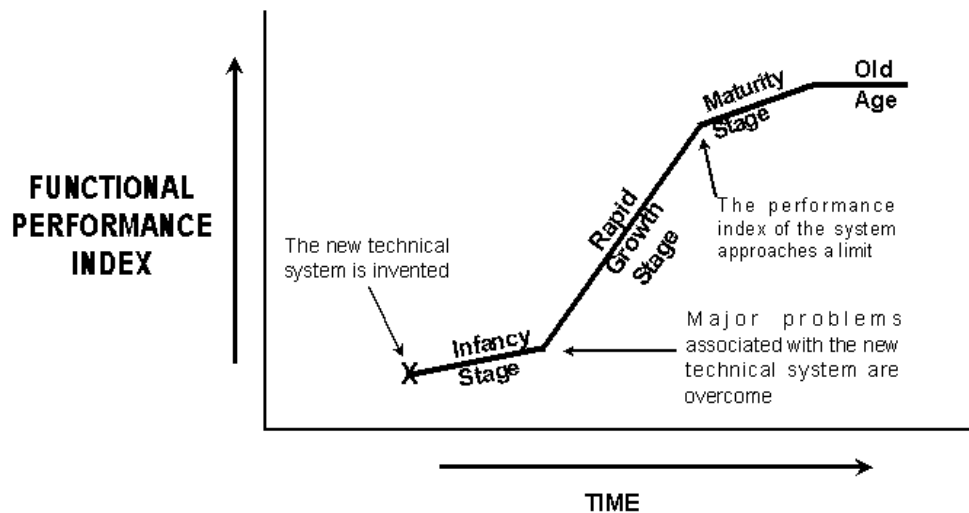 FUNCTIONAL
PERFORMANCE
INDEX
The new technical
system is invented
X
Infancy
Stage
Rapid
Growth
Stage
Maturity
Stage
Old
Age
The performance
index of the system
approaches a limit
Major problems
associated with the new
technical system are
overcome
TIME